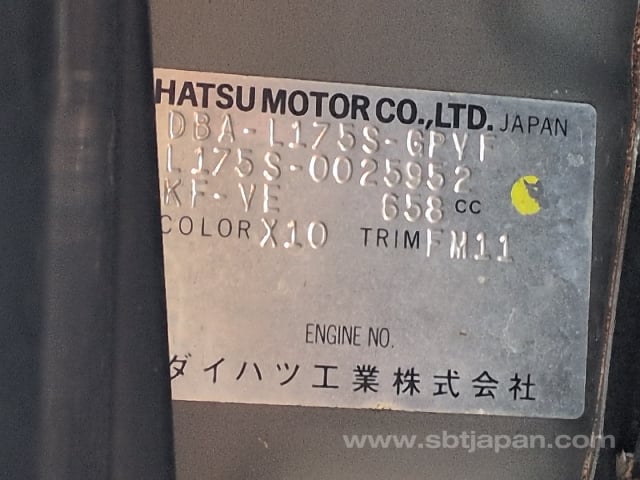 HATSU MOTOR CO.,LTD. JAPAN
DBA-L175S-GPVF
L175S-0025952
KF-VE 658 CC
COLOR X10 TRIM FM11
ENGINE NO.
ダイハツ工業株式会社
www.sbtjapan.com